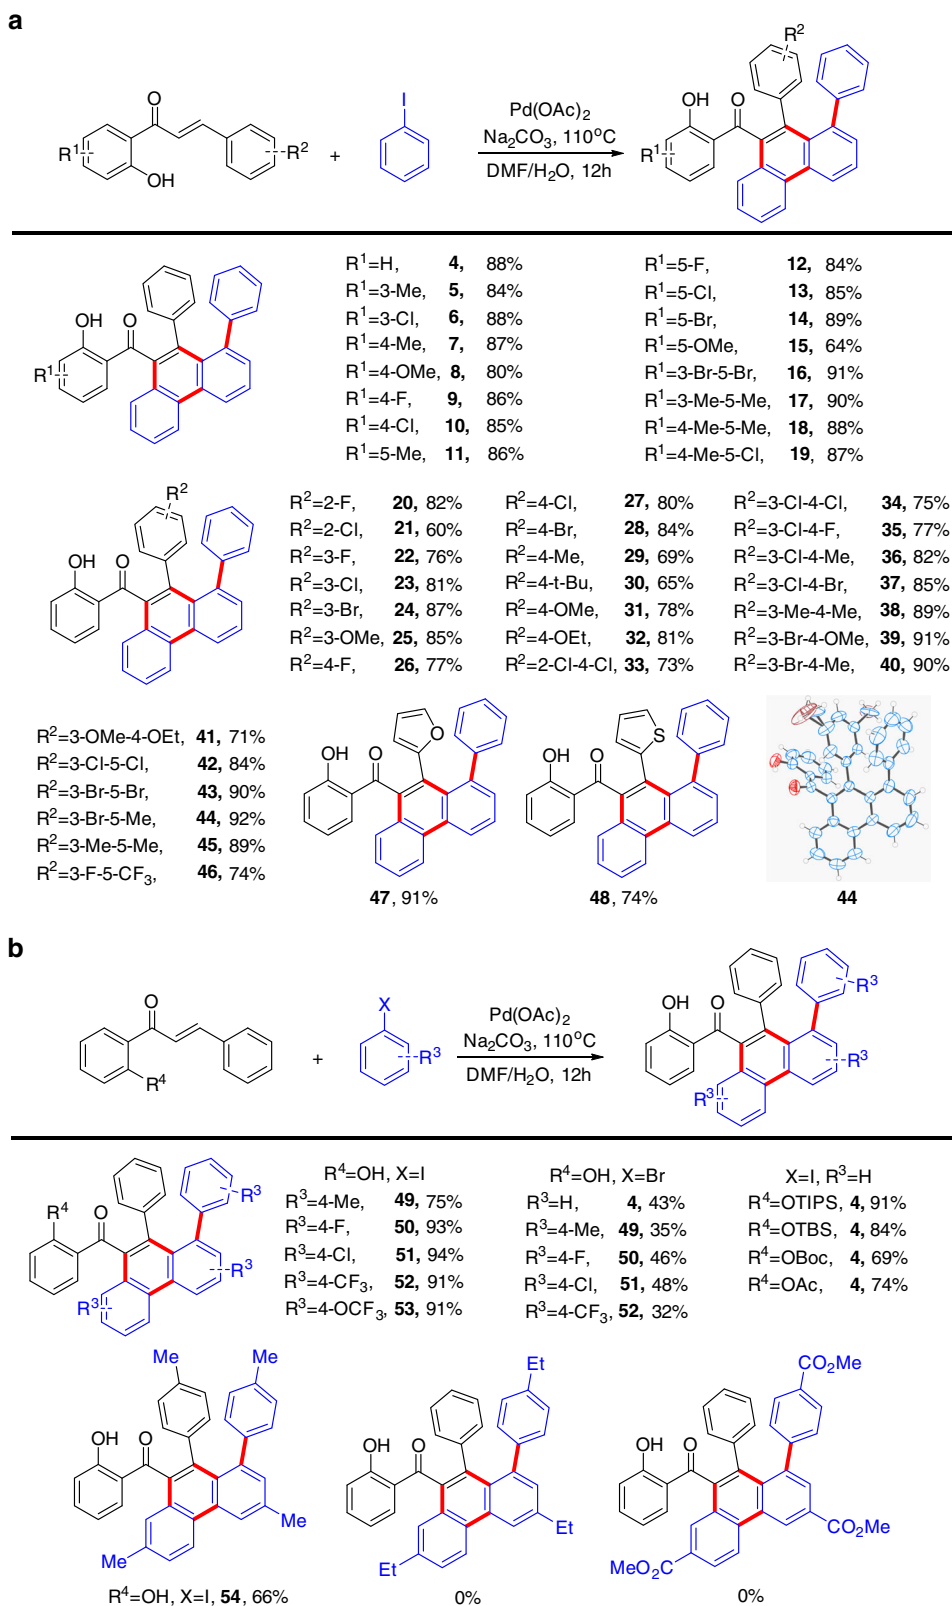 a
R²
O
R¹
OH
R²
+
I
Pd(OAc)₂
Na₂CO₃, 110°C
DMF/H₂O, 12h
OH O
R¹
R¹=H, 4, 88%
R¹=3-Me, 5, 84%
R¹=3-Cl, 6, 88%
R¹=4-Me, 7, 87%
R¹=4-OMe, 8, 80%
R¹=4-F, 9, 86%
R¹=4-Cl, 10, 85%
R¹=5-Me, 11, 86%
R¹=5-F, 12, 84%
R¹=5-Cl, 13, 85%
R¹=5-Br, 14, 89%
R¹=5-OMe, 15, 64%
R¹=3-Br-5-Br, 16, 91%
R¹=3-Me-5-Me, 17, 90%
R¹=4-Me-5-Me, 18, 88%
R¹=4-Me-5-Cl, 19, 87%
OH O
R¹
R²
OH O
R²=2-F, 20, 82%
R²=2-Cl, 21, 60%
R²=3-F, 22, 76%
R²=3-Cl, 23, 81%
R²=3-Br, 24, 87%
R²=3-OMe, 25, 85%
R²=4-F, 26, 77%
R²=4-Cl, 27, 80%
R²=4-Br, 28, 84%
R²=4-Me, 29, 69%
R²=4-t-Bu, 30, 65%
R²=4-OMe, 31, 78%
R²=4-OEt, 32, 81%
R²=2-Cl-4-Cl, 33, 73%
R²=3-Cl-4-Cl, 34, 75%
R²=3-Cl-4-F, 35, 77%
R²=3-Cl-4-Me, 36, 82%
R²=3-Cl-4-Br, 37, 85%
R²=3-Me-4-Me, 38, 89%
R²=3-Br-4-OMe, 39, 91%
R²=3-Br-4-Me, 40, 90%
R²=3-OMe-4-OEt, 41, 71%
R²=3-Cl-5-Cl, 42, 84%
R²=3-Br-5-Br, 43, 90%
R²=3-Br-5-Me, 44, 92%
R²=3-Me-5-Me, 45, 89%
R²=3-F-5-CF₃, 46, 74%
O
OH O
47, 91%
S
OH O
48, 74%
44
b
O
R⁴
+
X
R³
Pd(OAc)₂
Na₂CO₃, 110°C
DMF/H₂O, 12h
R³
OH O
R³
R³
R³
R⁴
O
R³
R³
R⁴=OH, X=I
R³=4-Me, 49, 75%
R³=4-F, 50, 93%
R³=4-Cl, 51, 94%
R³=4-CF₃, 52, 91%
R³=4-OCF₃, 53, 91%
R⁴=OH, X=Br
R³=H, 4, 43%
R³=4-Me, 49, 35%
R³=4-F, 50, 46%
R³=4-Cl, 51, 48%
R³=4-CF₃, 52, 32%
X=I, R³=H
R⁴=OTIPS, 4, 91%
R⁴=OTBS, 4, 84%
R⁴=OBoc, 4, 69%
R⁴=OAc, 4, 74%
Me Me
OH O
Me
Me
R⁴=OH, X=I, 54, 66%
Et
OH O
Et
Et
0%
CO₂Me
OH O
CO₂Me
MeO₂C
0%